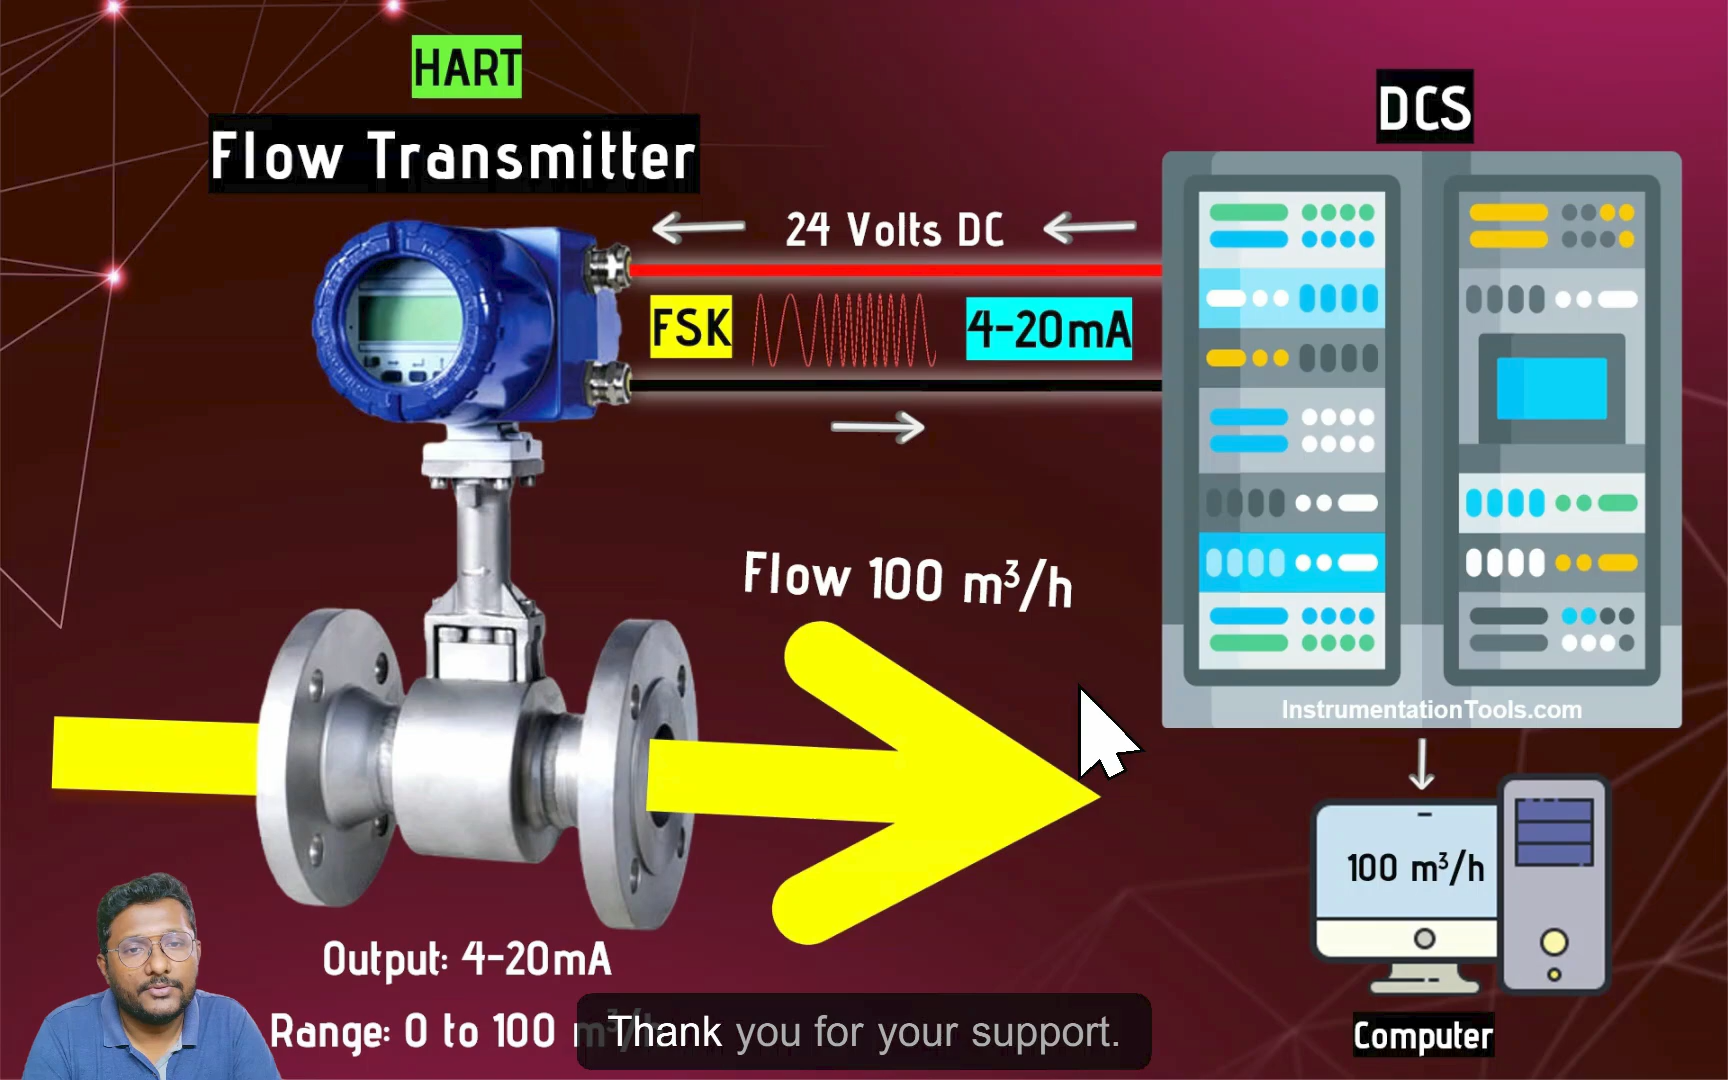 HART
Flow Transmitter
DCS
24 Volts DC
FSK
4-20mA
Flow 100 m³/h
InstrumentationTools.com
100 m³/h
Output: 4-20mA
Range: 0 to 100
Thank you for your support.
Computer